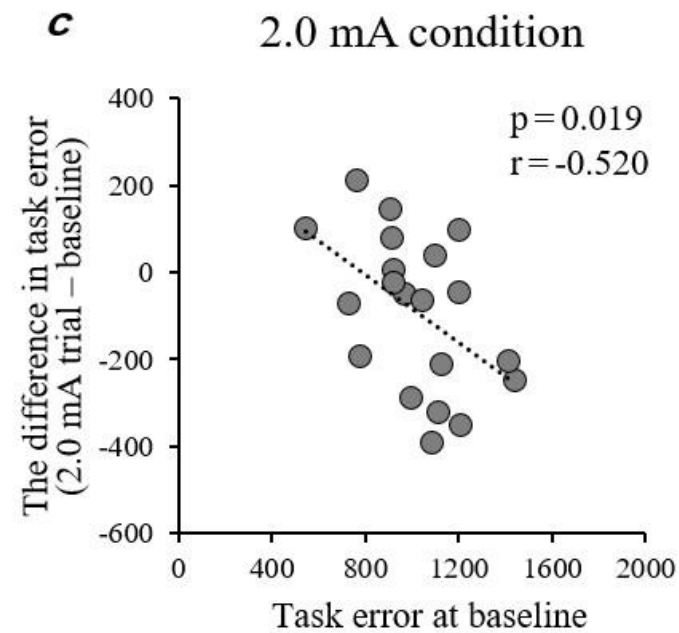 C
2.0 mA condition
p = 0.019
r = -0.520
The difference in task error
(2.0 mA trial – baseline)
400
200
0
-200
-400
-600
0 400 800 1200 1600 2000
Task error at baseline